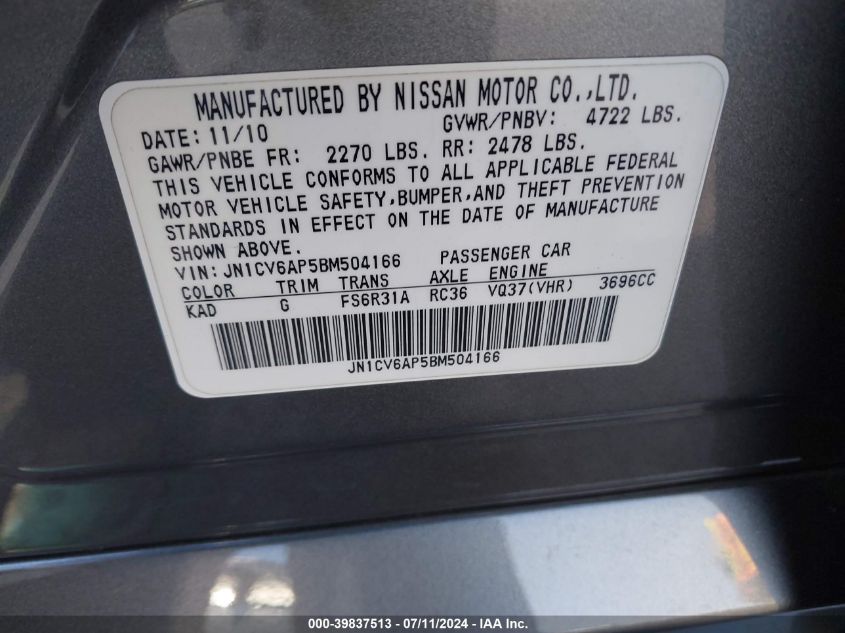 MANUFACTURED BY NISSAN MOTOR CO.,LTD.
DATE: 11/10 GVWR/PNBV: 4722 LBS.
GAWR/PNBE FR: 2270 LBS. RR: 2478 LBS.
THIS VEHICLE CONFORMS TO ALL APPLICABLE FEDERAL
MOTOR VEHICLE SAFETY,BUMPER,AND THEFT PREVENTION
STANDARDS IN EFFECT ON THE DATE OF MANUFACTURE
SHOWN ABOVE.
VIN: JN1CV6AP5BM504166 PASSENGER CAR
COLOR TRIM TRANS AXLE ENGINE
KAD G FS6R31A RC36 VQ37(VHR) 3696CC
JN1CV6AP5BM504166
000-39837513 - 07/11/2024 - IAA Inc.